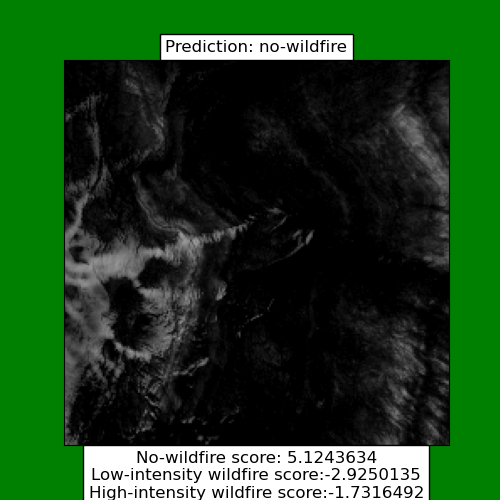 Prediction: no-wildfire
No-wildfire score: 5.1243634
Low-intensity wildfire score:-2.9250135
High-intensity wildfire score:-1.7316492